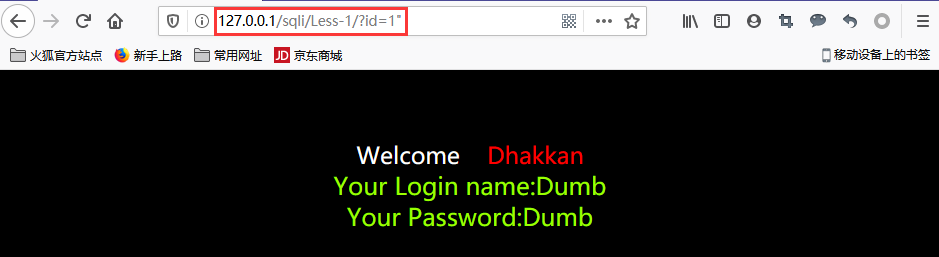 127.0.0.1/sqli/Less-1/?id=1"
火狐官方站点 新手上路 常用网址 JD 京东商城 移动设备上的书签
Welcome Dhakkan
Your Login name:Dumb
Your Password:Dumb